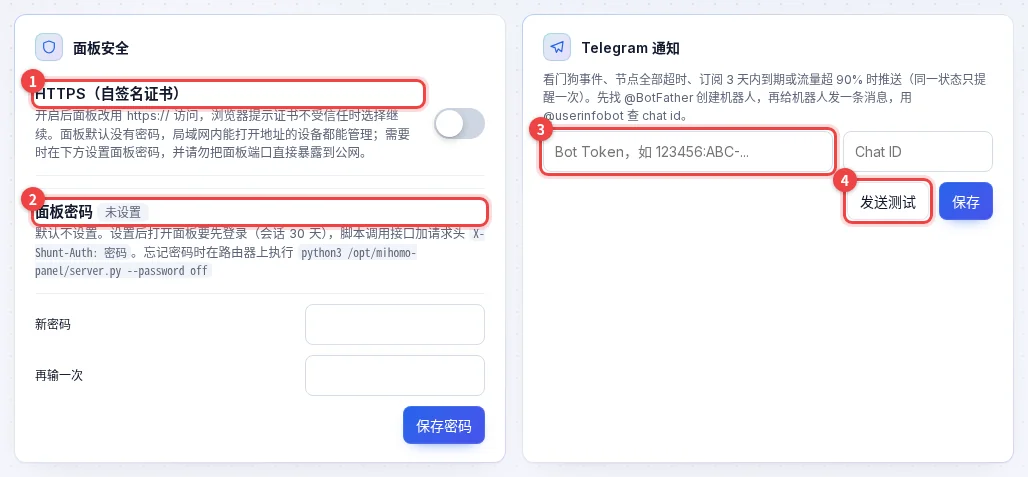 面板安全
1
HTTPS（自签名证书）
开启后面板改用 https:// 访问，浏览器提示证书不受信任时选择继
续。面板默认没有密码，局域网内能打开地址的设备都能管理；需要
时在下方设置面板密码，并请勿把面板端口直接暴露到公网。
2
面板密码 未设置
默认不设置。设置后打开面板要先登录（会话 30 天），脚本调用接口加请求头 X-
Shunt-Auth: 密码 。忘记密码时在路由器上执行 python3 /opt/mihomo-
panel/server.py --password off
新密码
再输一次
保存密码
Telegram 通知
看门狗事件、节点全部超时、订阅 3 天内到期或流量超 90% 时推送（同一状态只提
醒一次）。先找 @BotFather 创建机器人，再给机器人发一条消息，用
@userinfobot 查 chat id。
3
Bot Token，如 123456:ABC-... Chat ID
4
发送测试 保存